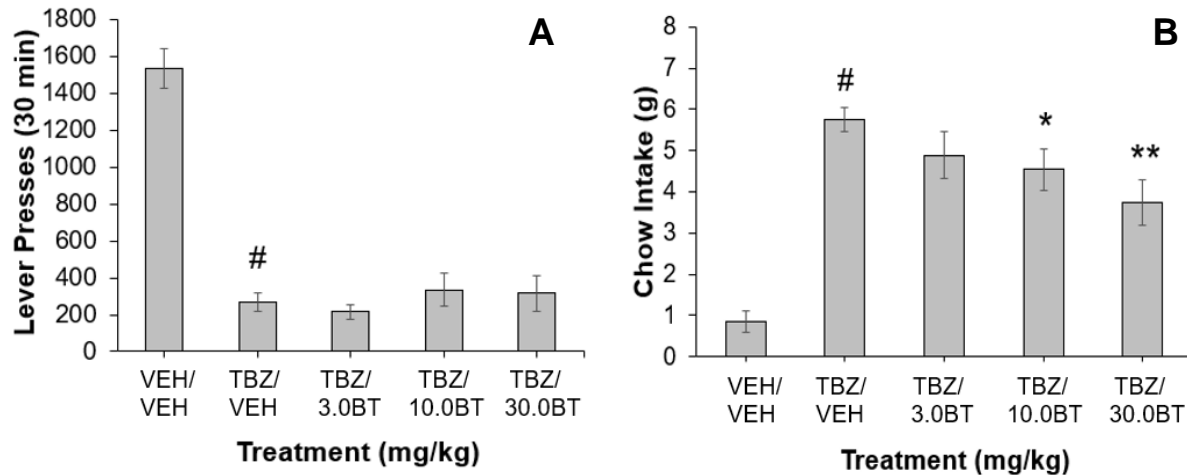 A
Lever Presses (30 min)
1800
1600
1400
1200
1000
800
600
400
200
0
#
VEH/
VEH
TBZ/
VEH
TBZ/
3.0BT
TBZ/
10.0BT
TBZ/
30.0BT
Treatment (mg/kg)
B
Chow Intake (g)
8
7
6
5
4
3
2
1
0
#
*
**
VEH/
VEH
TBZ/
VEH
TBZ/
3.0BT
TBZ/
10.0BT
TBZ/
30.0BT
Treatment (mg/kg)